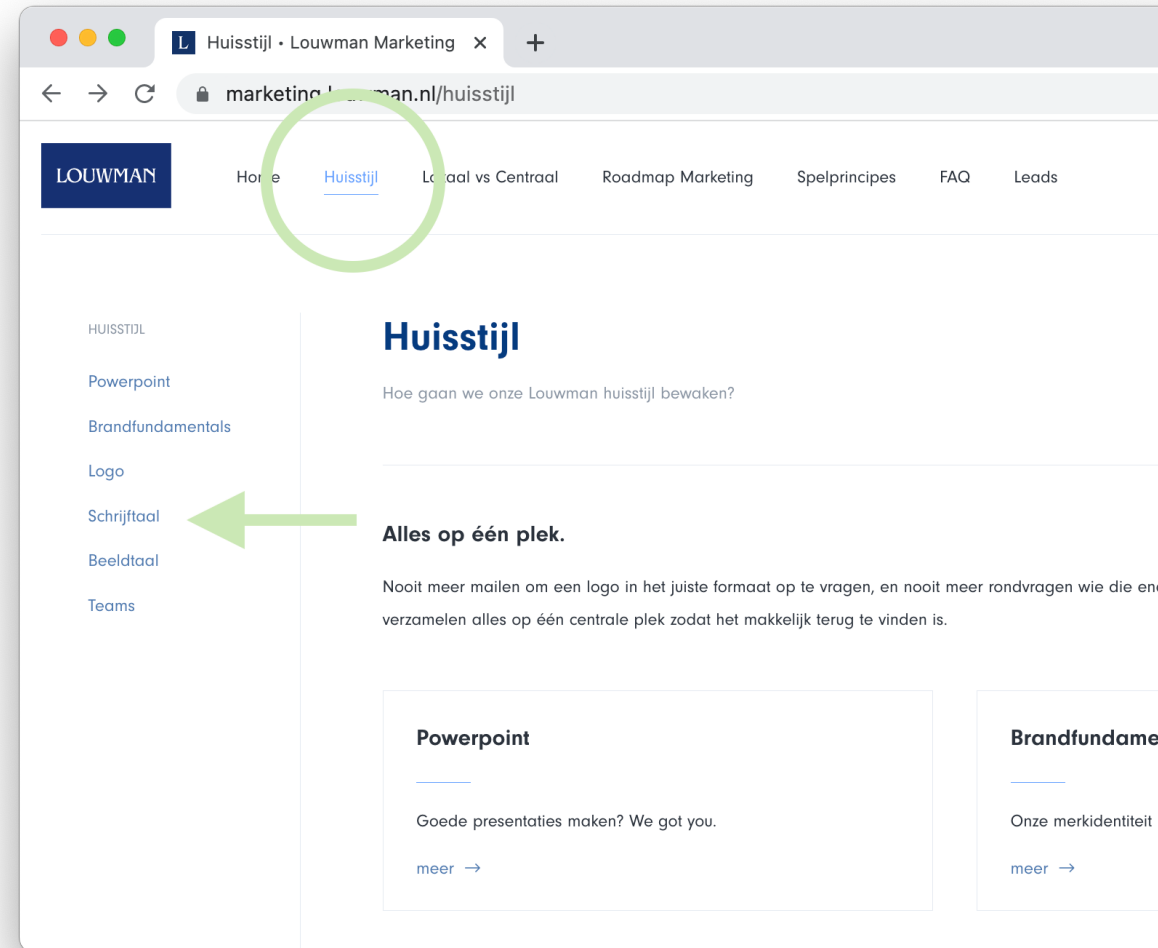 Huisstijl • Louwman Marketing
marketing.louwman.nl/huisstijl
LOUWMAN
Home Huisstijl Lokaal vs Centraal Roadmap Marketing Spelprincipes FAQ Leads
HUISSTIJL
Powerpoint
Brandfundamentals
Logo
Schrijftaal
Beeldtaal
Teams
Huisstijl
Hoe gaan we onze Louwman huisstijl bewaken?
Alles op één plek.
Nooit meer mailen om een logo in het juiste formaat op te vragen, en nooit meer rondvragen wie die
verzamelen alles op één centrale plek zodat het makkelijk terug te vinden is.
Powerpoint
Goede presentaties maken? We got you.
meer →
Brandfundame
Onze merkidentiteit
meer →